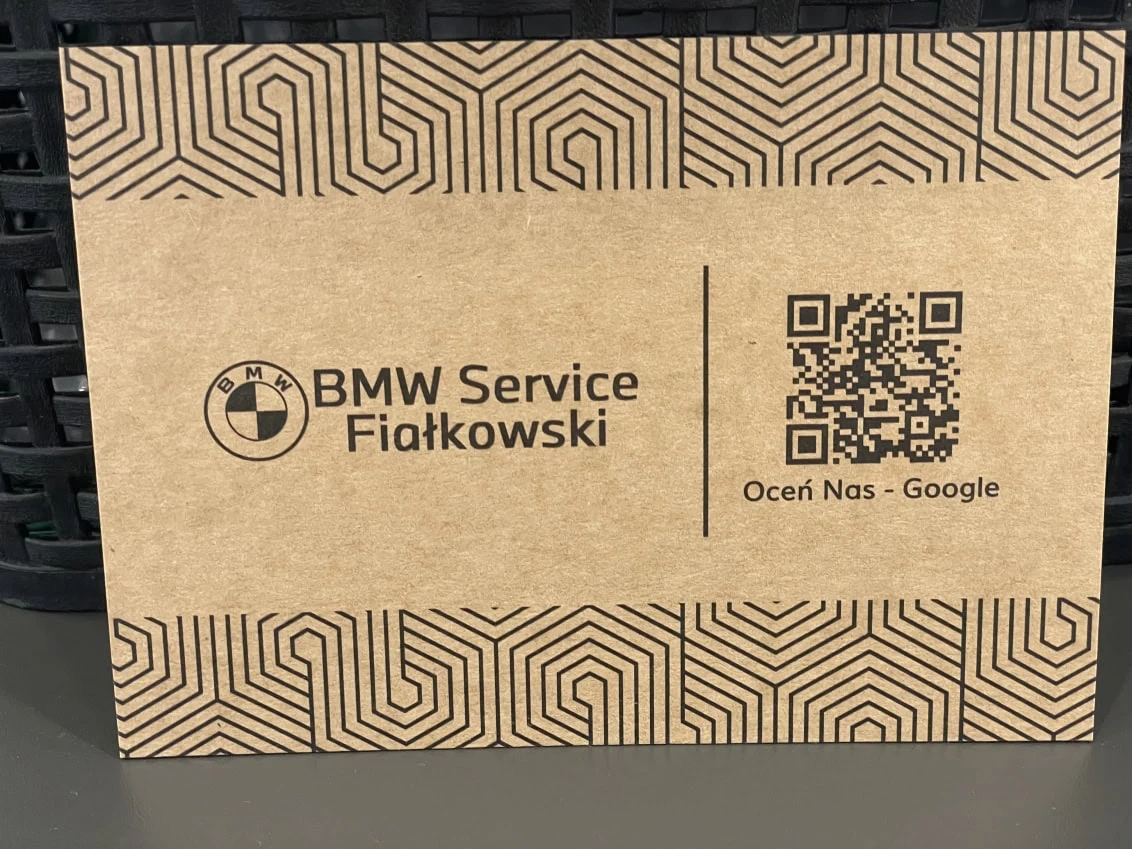 BMW
BMW Service
Fiałkowski
Oceń Nas - Google